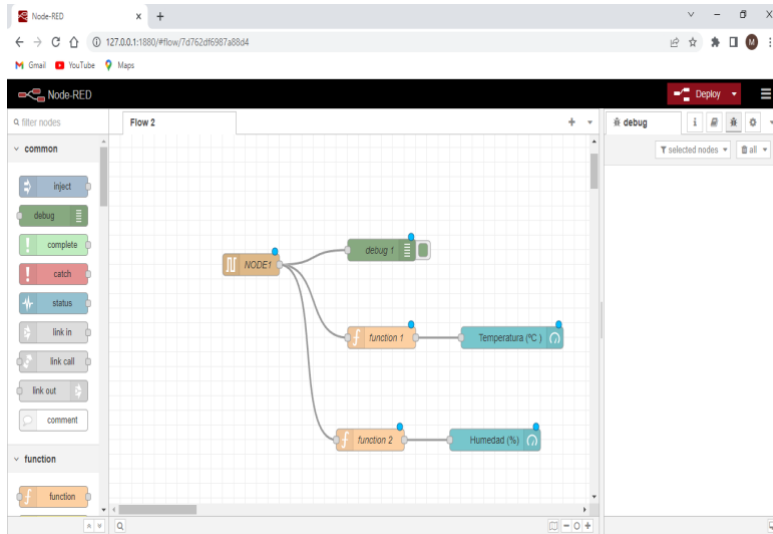 Node-RED
127.0.0.1:1880/#flow/7d762df6987a88d4
M
Gmail YouTube Maps
Node-RED
Deploy
filter nodes
Flow 2
debug
common
selected nodes
all
inject
debug
complete
catch
status
link in
link call
link out
comment
function
function
NODE1
debug 1
function 1
Temperatura (ºC )
function 2
Humedad (%)